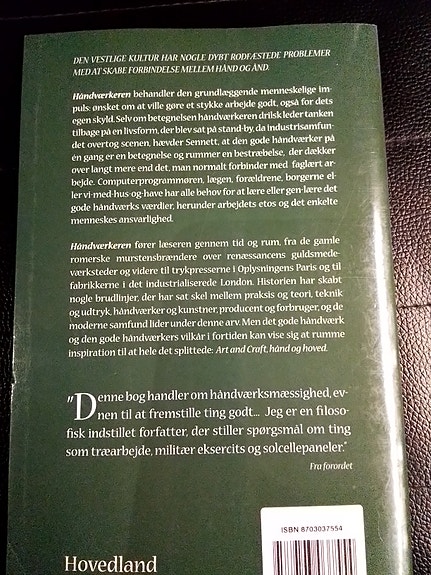 DEN VESTLIGE KULTUR HAR NOGLE DYBT RODFÆSTEDE PROBLEMER
MED AT SKABE FORBINDELSE MELLEM HÅND OG ÅND.
Håndværkeren behandler den grundlæggende menneskelige im-
puls: ønsket om at ville gøre et stykke arbejde godt, også for dets
egen skyld. Selv om betegnelsen håndværkeren drilsk leder tanken
tilbage på en livsform, der blev sat på stand-by, da industrisamfun-
det overtog scenen, hævder Sennett, at den gode håndværker på
én gang er en betegnelse og rummer en bestræbelse, der dækker
over langt mere end det, man normalt forbinder med faglært ar-
bejde. Computerprogrammøren, lægen, forældrene, borgerne el-
ler vi-med-hus-og-have har alle behov for at lære eller gen-lære det
gode håndværks værdier, herunder arbejdets etos og det enkelte
menneskes ansvarlighed.
Håndværkeren fører læseren gennem tid og rum, fra de gamle
romerske murstensbrændere over renæssancens guldsmede-
værksteder og videre til trykpresserne i Oplysningens Paris og til
fabrikkerne i det industrialiserede London. Historien har skabt
nogle brudlinjer, der har sat skel mellem praksis og teori, teknik
og udtryk, håndværker og kunstner, producent og forbruger, og de
moderne samfund lider under denne arv. Men det gode håndværk
og den gode håndværkers vilkår i fortiden kan vise sig at rumme
inspiration til at hele det splittede: Art and Craft, hånd og hoved.
"Denne bog handler om håndværksmæssighed, ev-
nen til at fremstille ting godt... Jeg er en filoso-
fisk indstillet forfatter, der stiller spørgsmål om ting
som træarbejde, militær eksercits og solcellepaneler."
Fra forordet
ISBN 8703037554
Hovedland